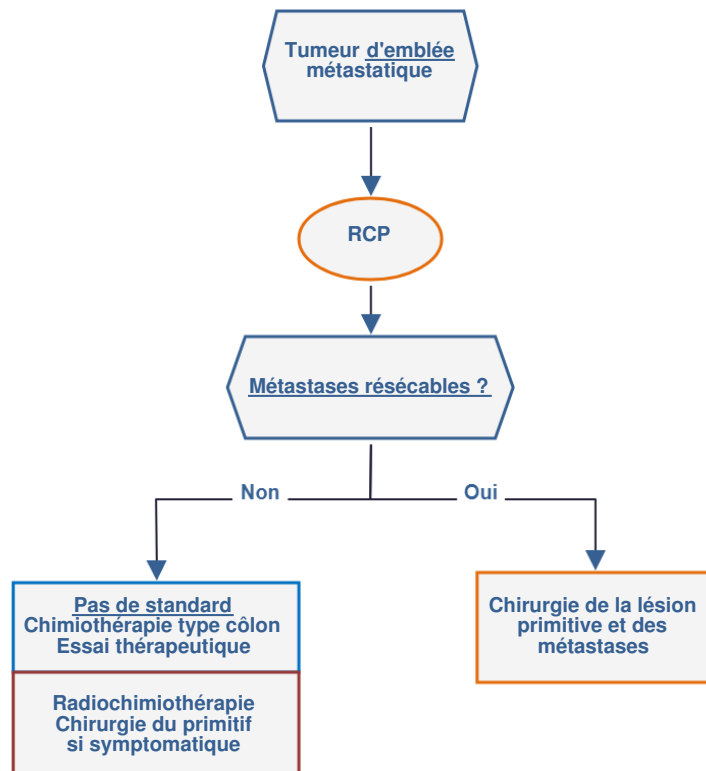 Tumeur d'emblée
métastatique
RCP
Métastases résécables ?
Non
Oui
Pas de standard
Chimiothérapie type côlon
Essai thérapeutique
Radiochimiothérapie
Chirurgie du primitif
si symptomatique
Chirurgie de la lésion
primitive et des
métastases